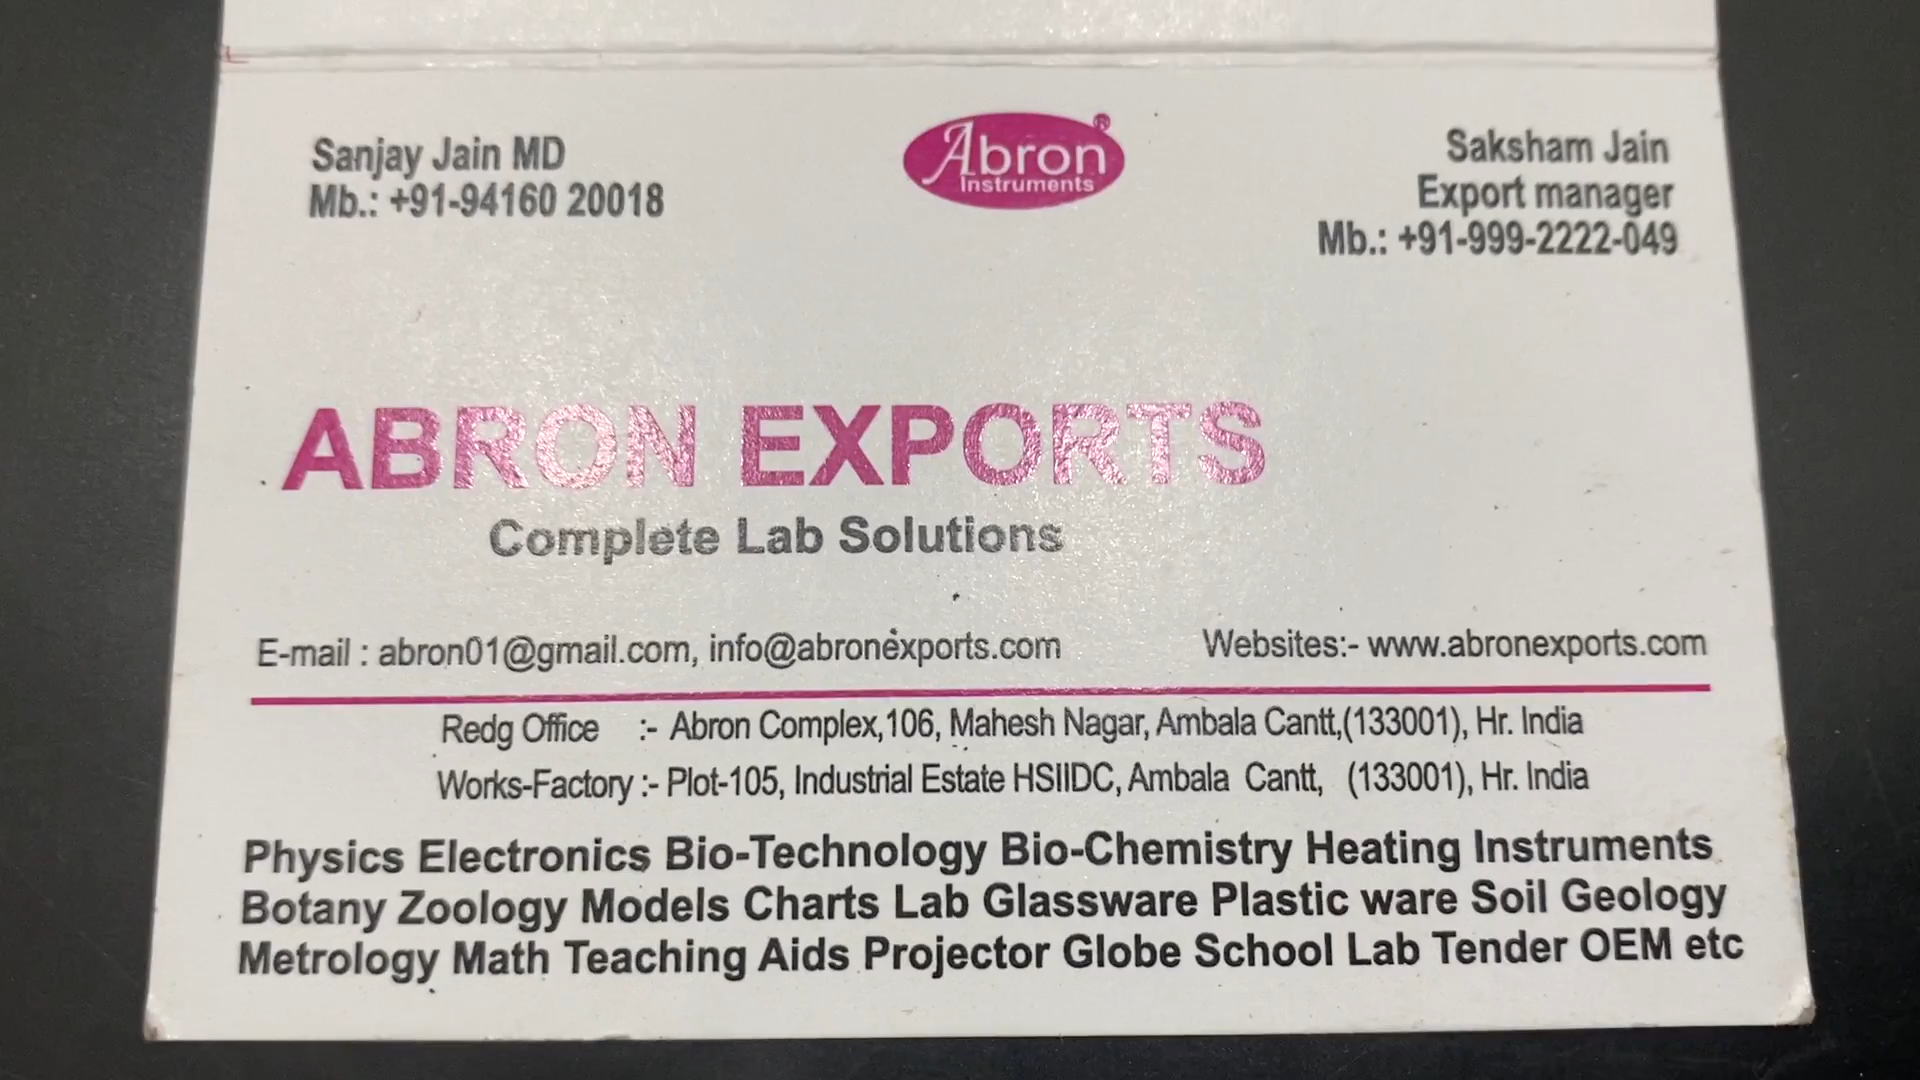 Sanjay Jain MD
Mb.: +91-94160 20018
Abron®
Instruments
Saksham Jain
Export manager
Mb.: +91-999-2222-049
ABRON EXPORTS
Complete Lab Solutions
E-mail : abron01@gmail.com, info@abronexports.com
Websites:- www.abronexports.com
Redg Office :- Abron Complex,106, Mahesh Nagar, Ambala Cantt,(133001), Hr. India
Works-Factory :- Plot-105, Industrial Estate HSIIDC, Ambala Cantt, (133001), Hr. India
Physics Electronics Bio-Technology Bio-Chemistry Heating Instruments
Botany Zoology Models Charts Lab Glassware Plastic ware Soil Geology
Metrology Math Teaching Aids Projector Globe School Lab Tender OEM etc